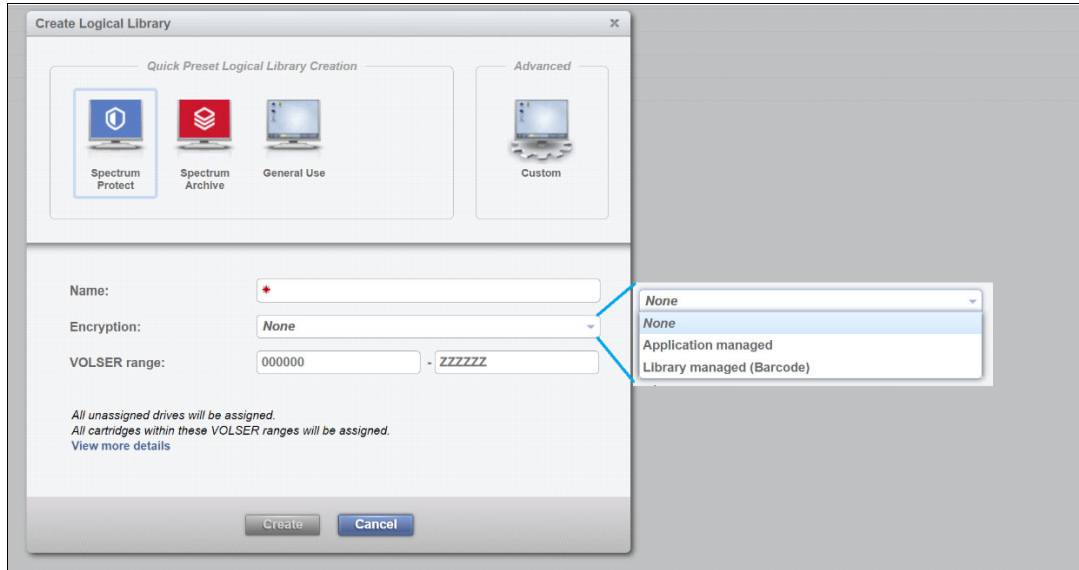 Create Logical Library
x
Quick Preset Logical Library Creation
Advanced
Spectrum
Protect
Spectrum
Archive
General Use
Custom
Name:
*
Encryption:
None
VOLSER range:
000000 - ZZZZZZ
None
None
Application managed
Library managed (Barcode)
All unassigned drives will be assigned.
All cartridges within these VOLSER ranges will be assigned.
View more details
Create
Cancel